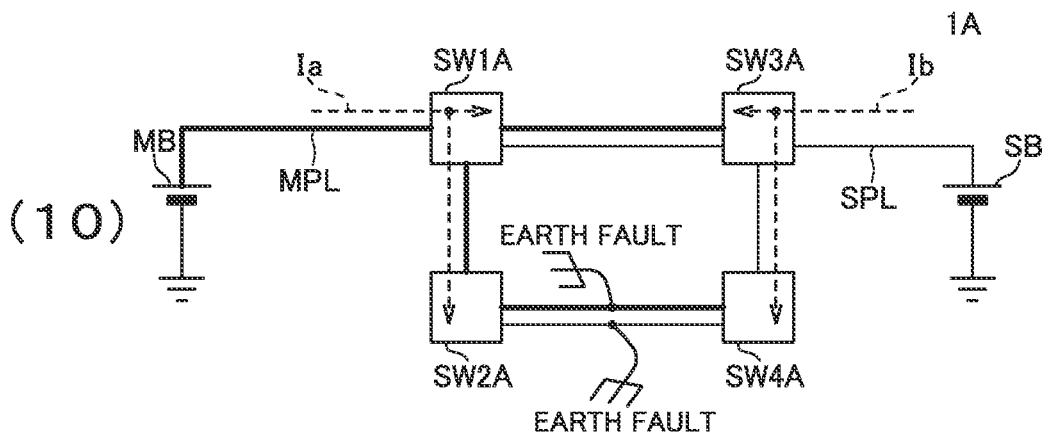 1A
Ia
SW1A
SW3A
Ib
MB
MPL
SPL
SB
(10)
EARTH FAULT
SW2A
SW4A
EARTH FAULT